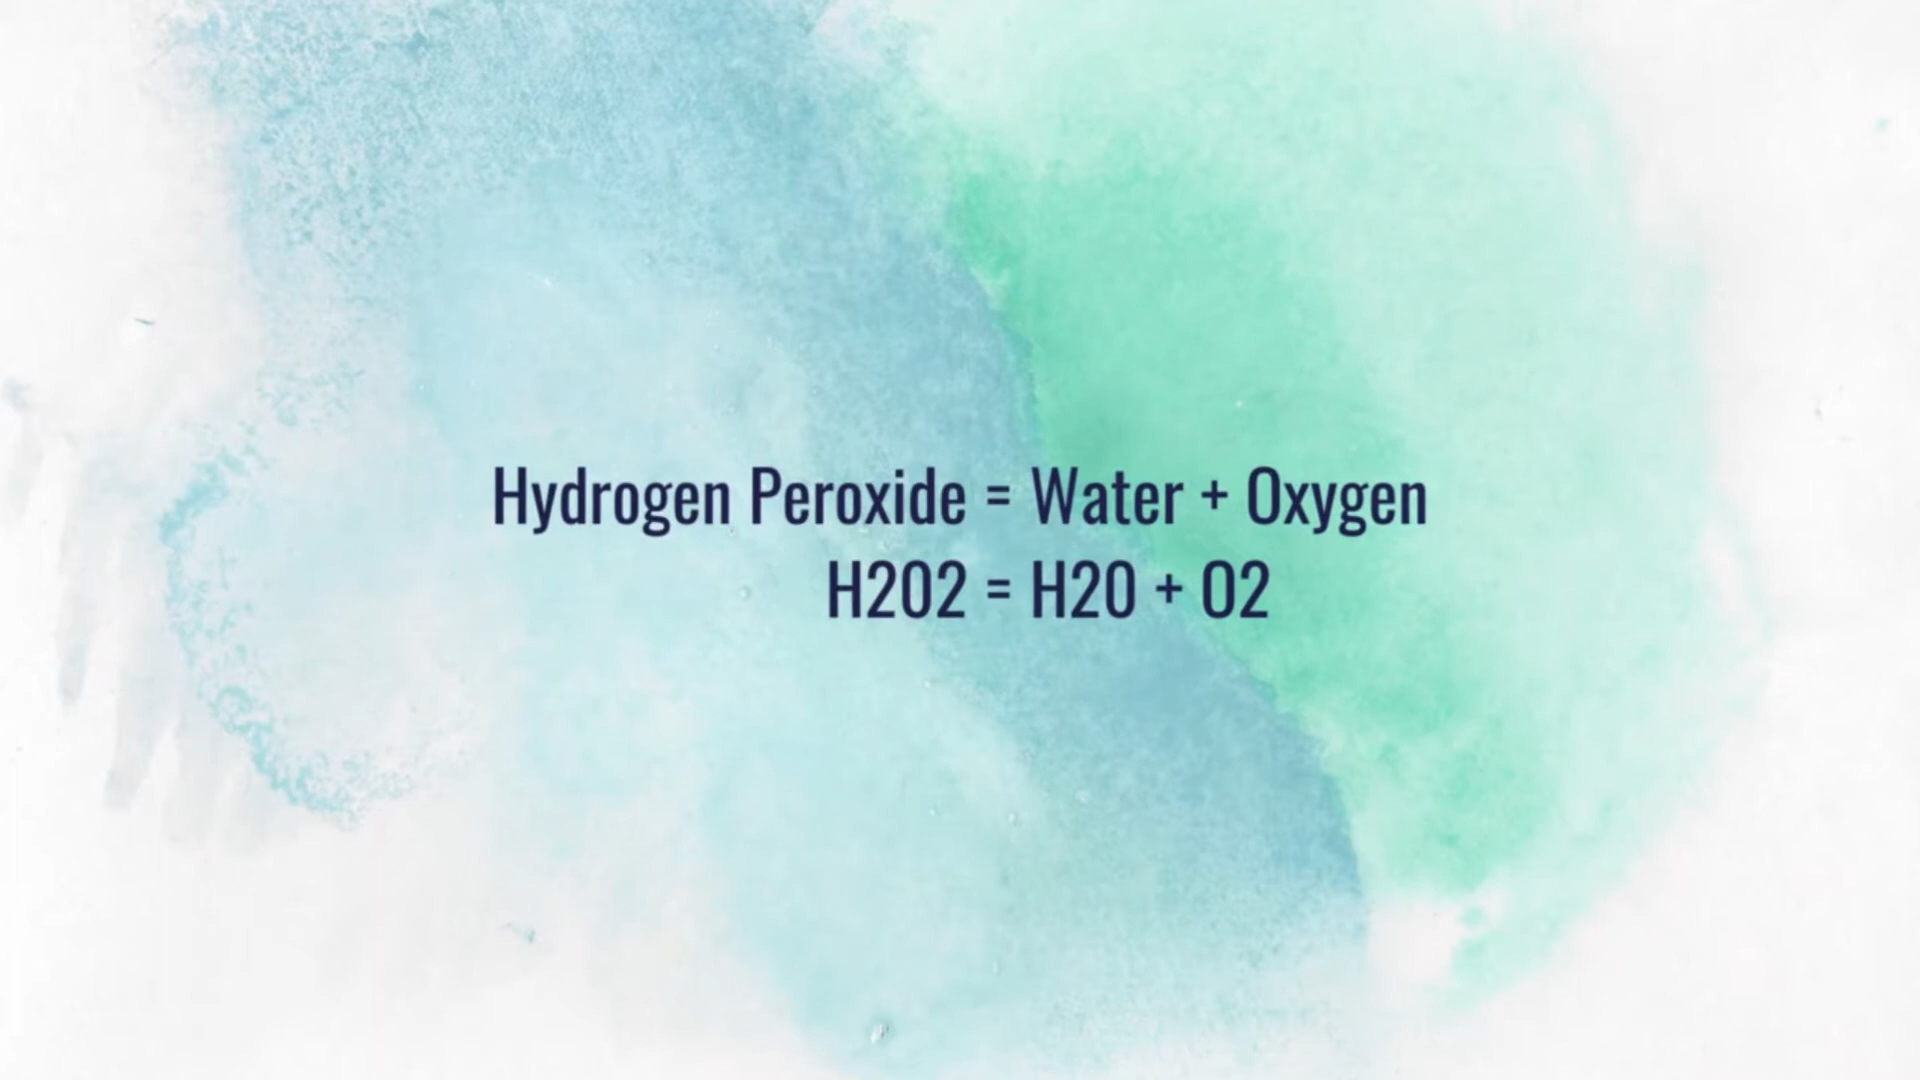 Hydrogen Peroxide = Water + Oxygen
H2O2 = H2O + O2